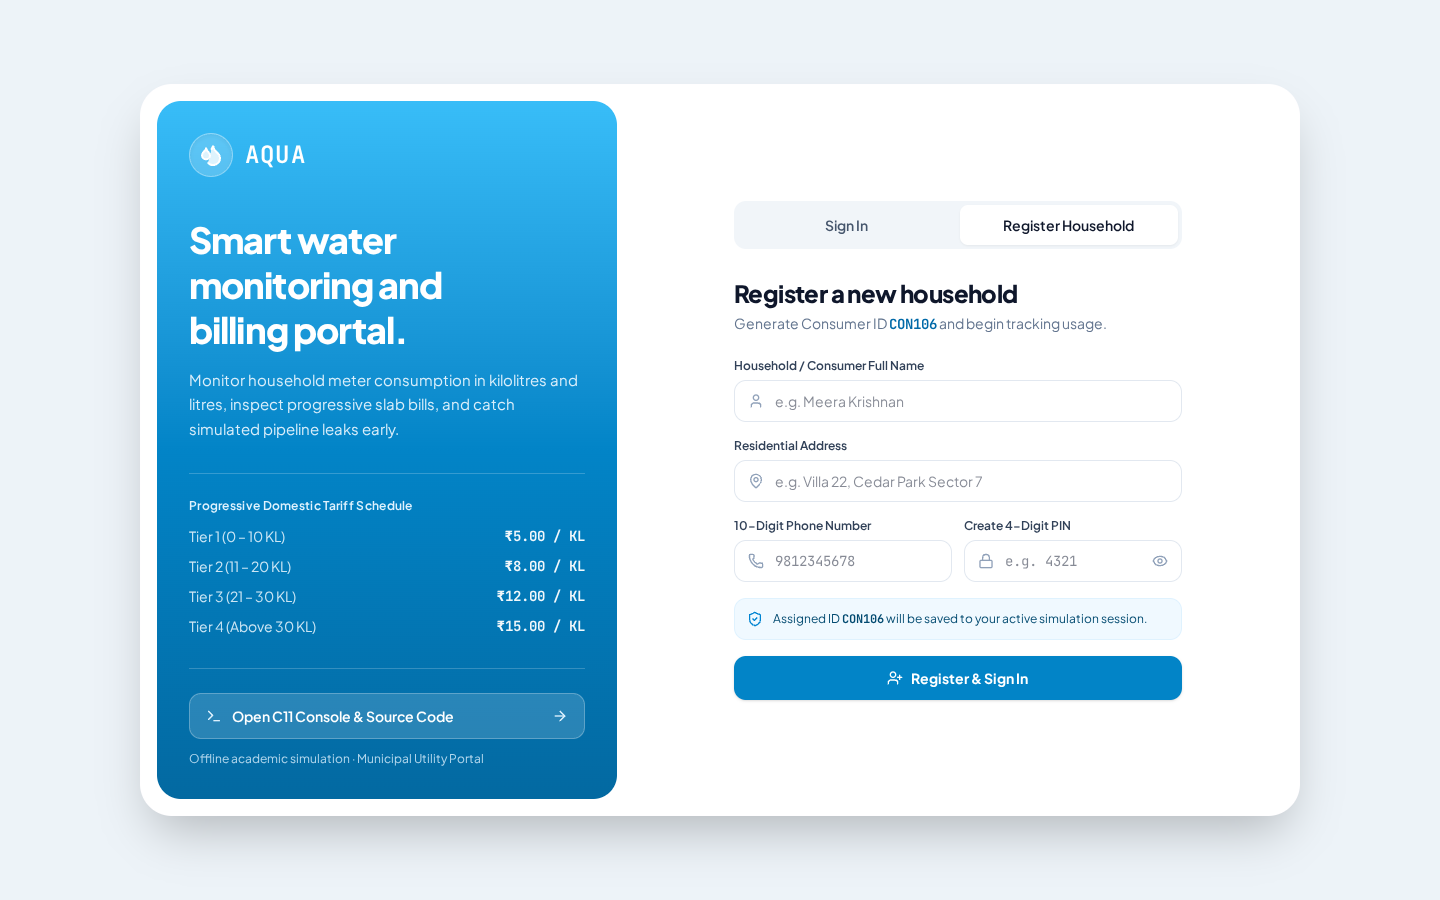 AQUA
Smart water
monitoring and
billing portal.
Monitor household meter consumption in kilolitres and
litres, inspect progressive slab bills, and catch
simulated pipeline leaks early.
Progressive Domestic Tariff Schedule
Tier 1 (0 – 10 KL) ₹5.00 / KL
Tier 2 (11 – 20 KL) ₹8.00 / KL
Tier 3 (21 – 30 KL) ₹12.00 / KL
Tier 4 (Above 30 KL) ₹15.00 / KL
Open C11 Console & Source Code
Offline academic simulation · Municipal Utility Portal
Sign In Register Household
Register a new household
Generate Consumer ID CON106 and begin tracking usage.
Household / Consumer Full Name
e.g. Meera Krishnan
Residential Address
e.g. Villa 22, Cedar Park Sector 7
10-Digit Phone Number Create 4-Digit PIN
9812345678 e.g. 4321
Assigned ID CON106 will be saved to your active simulation session.
Register & Sign In